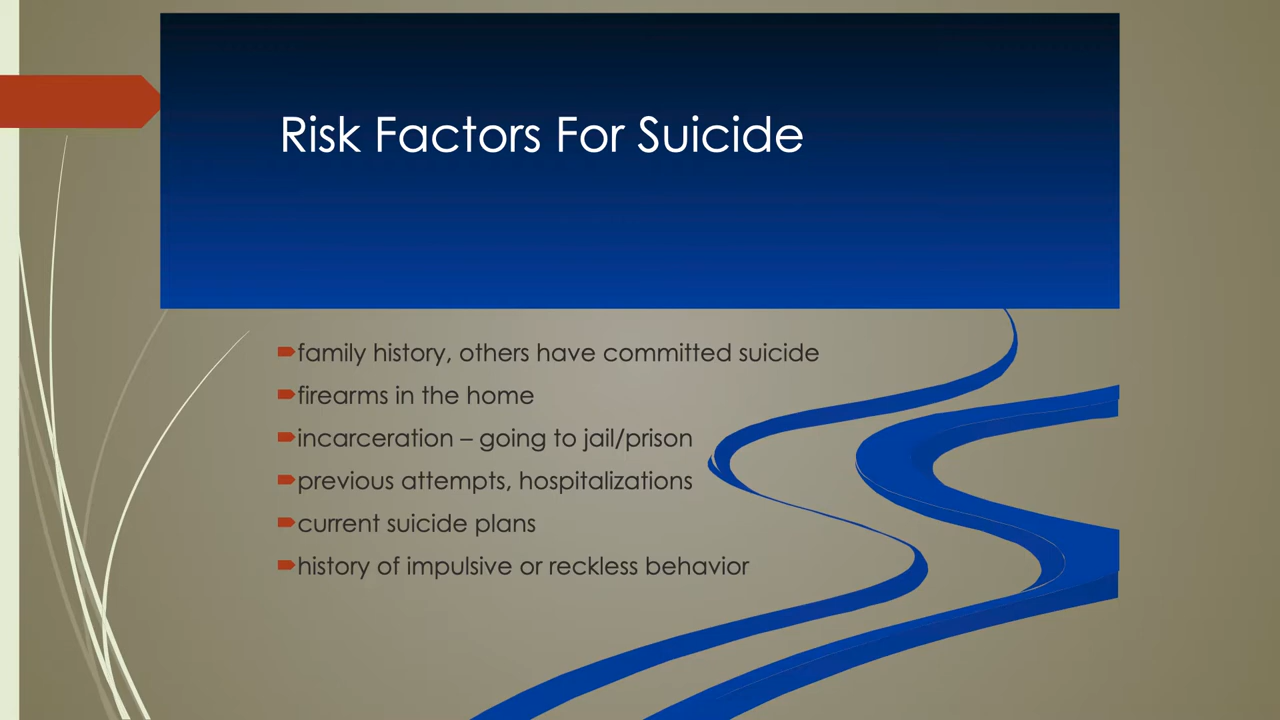 Risk Factors For Suicide
family history, others have committed suicide
firearms in the home
incarceration – going to jail/prison
previous attempts, hospitalizations
current suicide plans
history of impulsive or reckless behavior